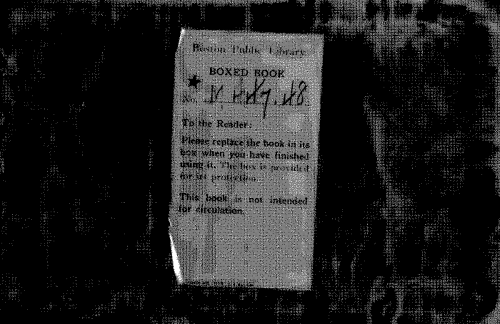 Boston Public Library
BOXED BOOK
No.
To the Reader:
Please replace the book in its
box when you have finished
using it. The box is provided
for its protection.
This book is not intended
for circulation.